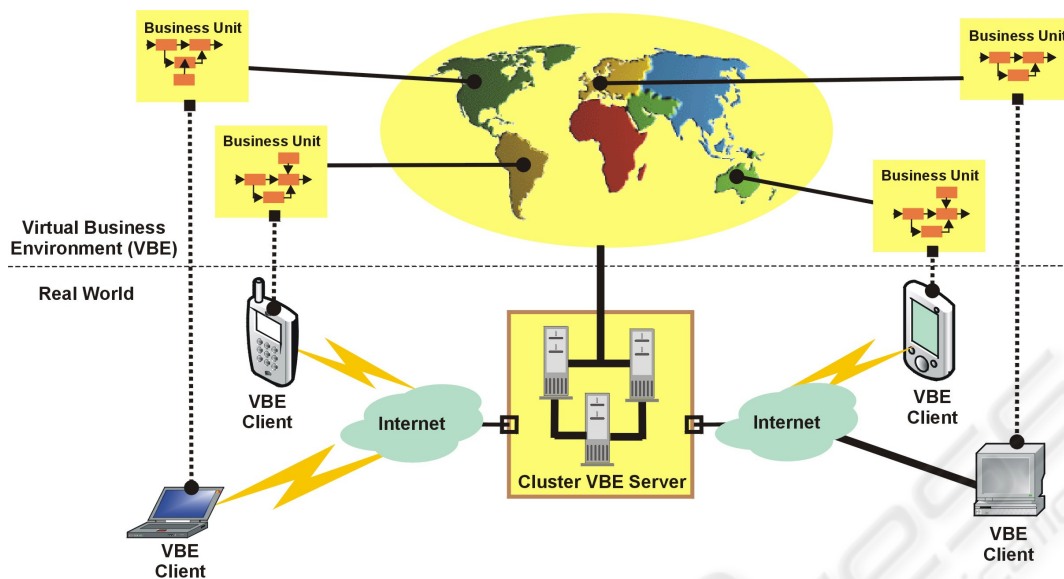 Business Unit
Business Unit
Business Unit
Business Unit
Virtual Business
Environment (VBE)
Real World
VBE
Client
VBE
Client
Internet
Internet
Cluster VBE Server
VBE
Client
VBE
Client